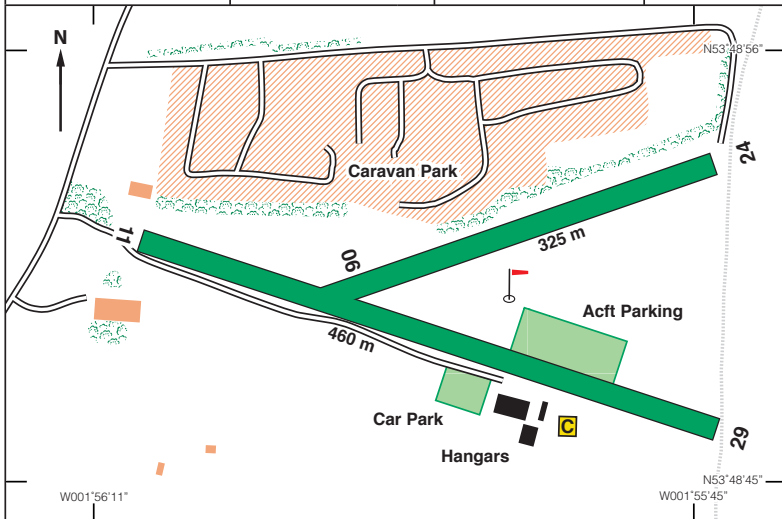 N
N53°48'56"
24
Caravan Park
11
06
325 m
Acft Parking
460 m
Car Park
C
29
Hangars
N53°48'45"
W001°56'11"
W001°55'45"